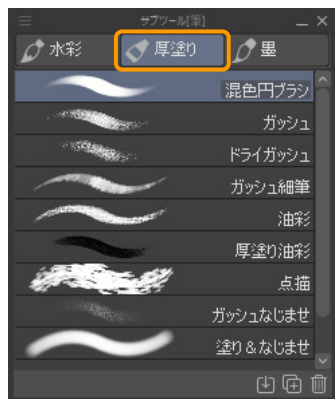 サブツール[筆]
水彩
厚塗り
墨
混色円ブラシ
ガッシュ
ドライガッシュ
ガッシュ細筆
油彩
厚塗り油彩
点描
ガッシュなじませ
塗り＆なじませ